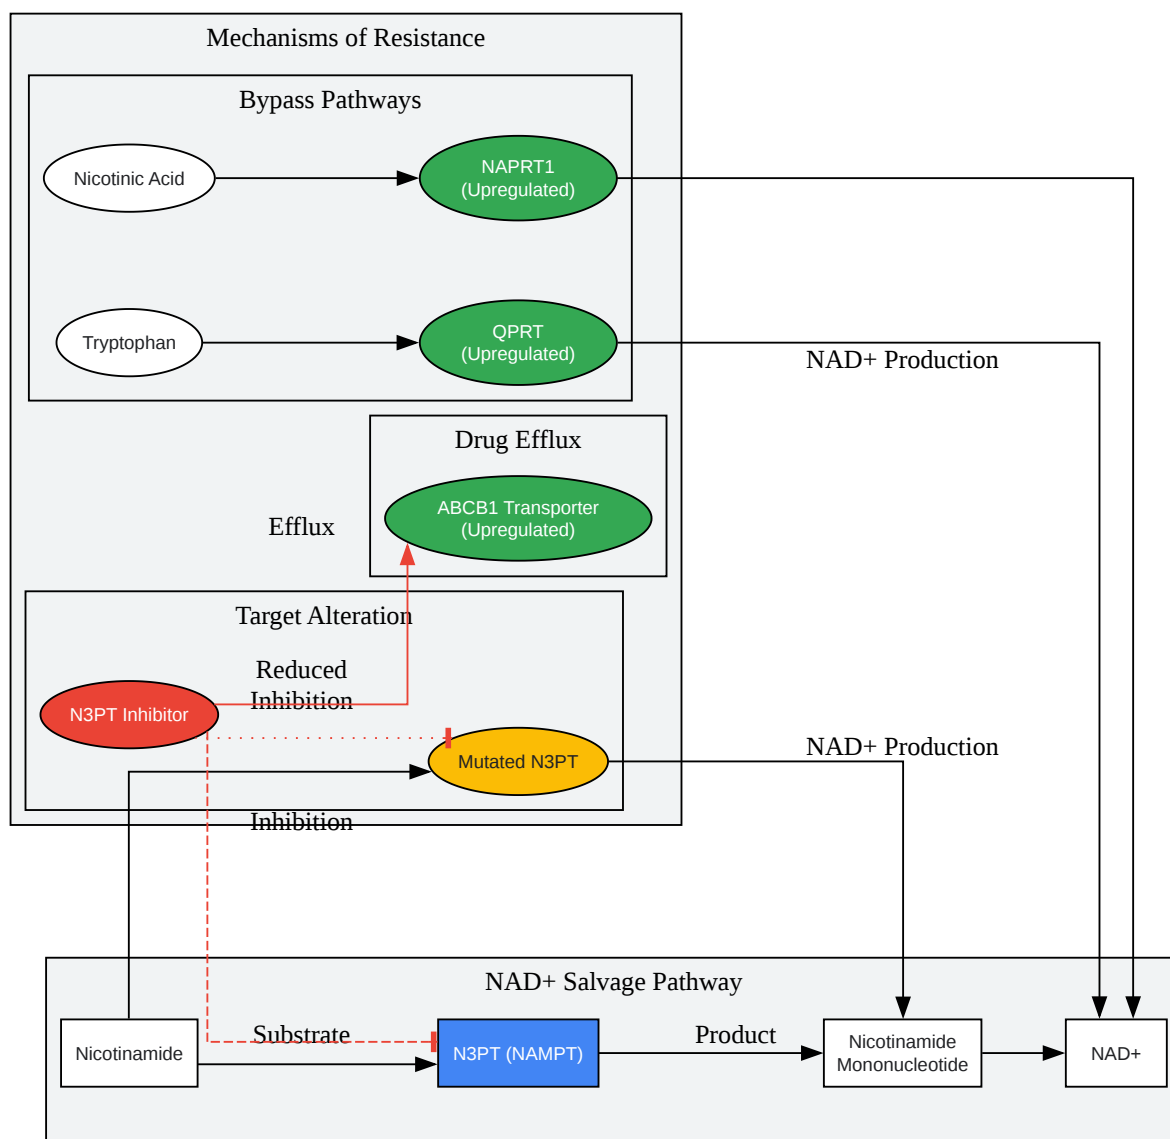 Mechanisms of Resistance
Bypass Pathways
Nicotinic Acid
NAPRT1
(Upregulated)
Tryptophan
QPRT
(Upregulated)
NAD+ Production
Drug Efflux
ABCB1 Transporter
(Upregulated)
Efflux
Target Alteration
Reduced
Inhibition
N3PT Inhibitor
Mutated N3PT
NAD+ Production
Inhibition
NAD+ Salvage Pathway
Nicotinamide
Substrate
N3PT (NAMPT)
Product
Nicotinamide
Mononucleotide
NAD+